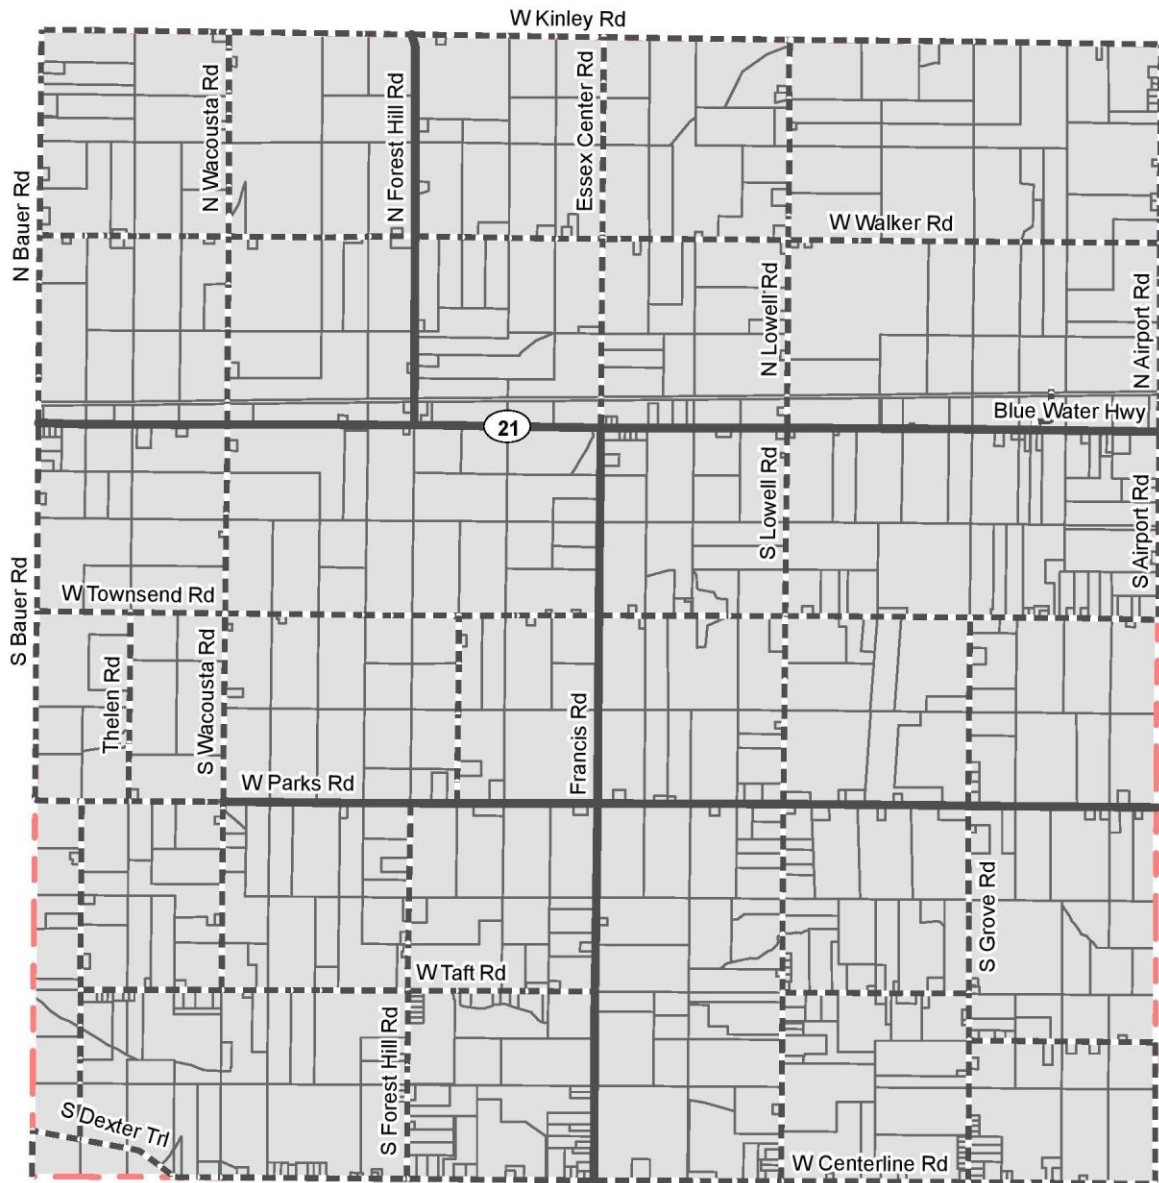 W Kinley Rd
N Wacousta Rd
N Forest Hill Rd
Essex Center Rd
N Bauer Rd
W Walker Rd
N Lowell Rd
N Airport Rd
Blue Water Hwy
21
S Lowell Rd
S Airport Rd
S Bauer Rd
W Townsend Rd
Thelen Rd
S Wacousta Rd
Francis Rd
W Parks Rd
S Grove Rd
W Taft Rd
S Forest Hill Rd
S Dexter Trl
W Centerline Rd